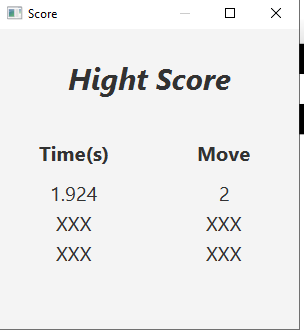 Score
Hight Score
Time(s) Move
1.924 2
XXX XXX
XXX XXX